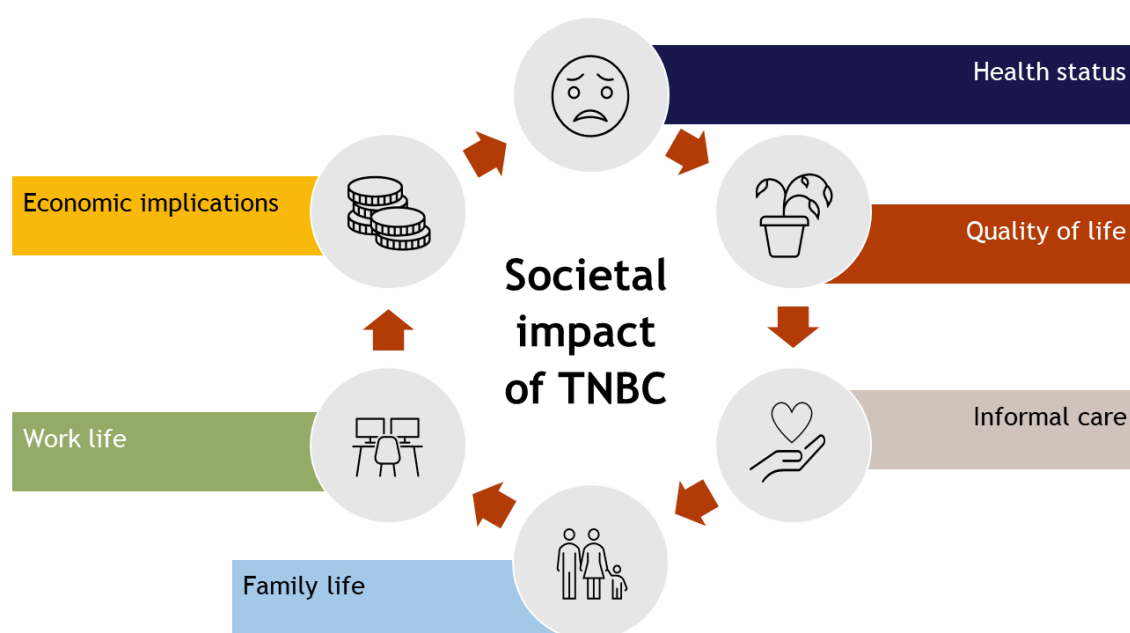 Societal
impact
of TNBC
Health status
Quality of life
Informal care
Family life
Work life
Economic implications